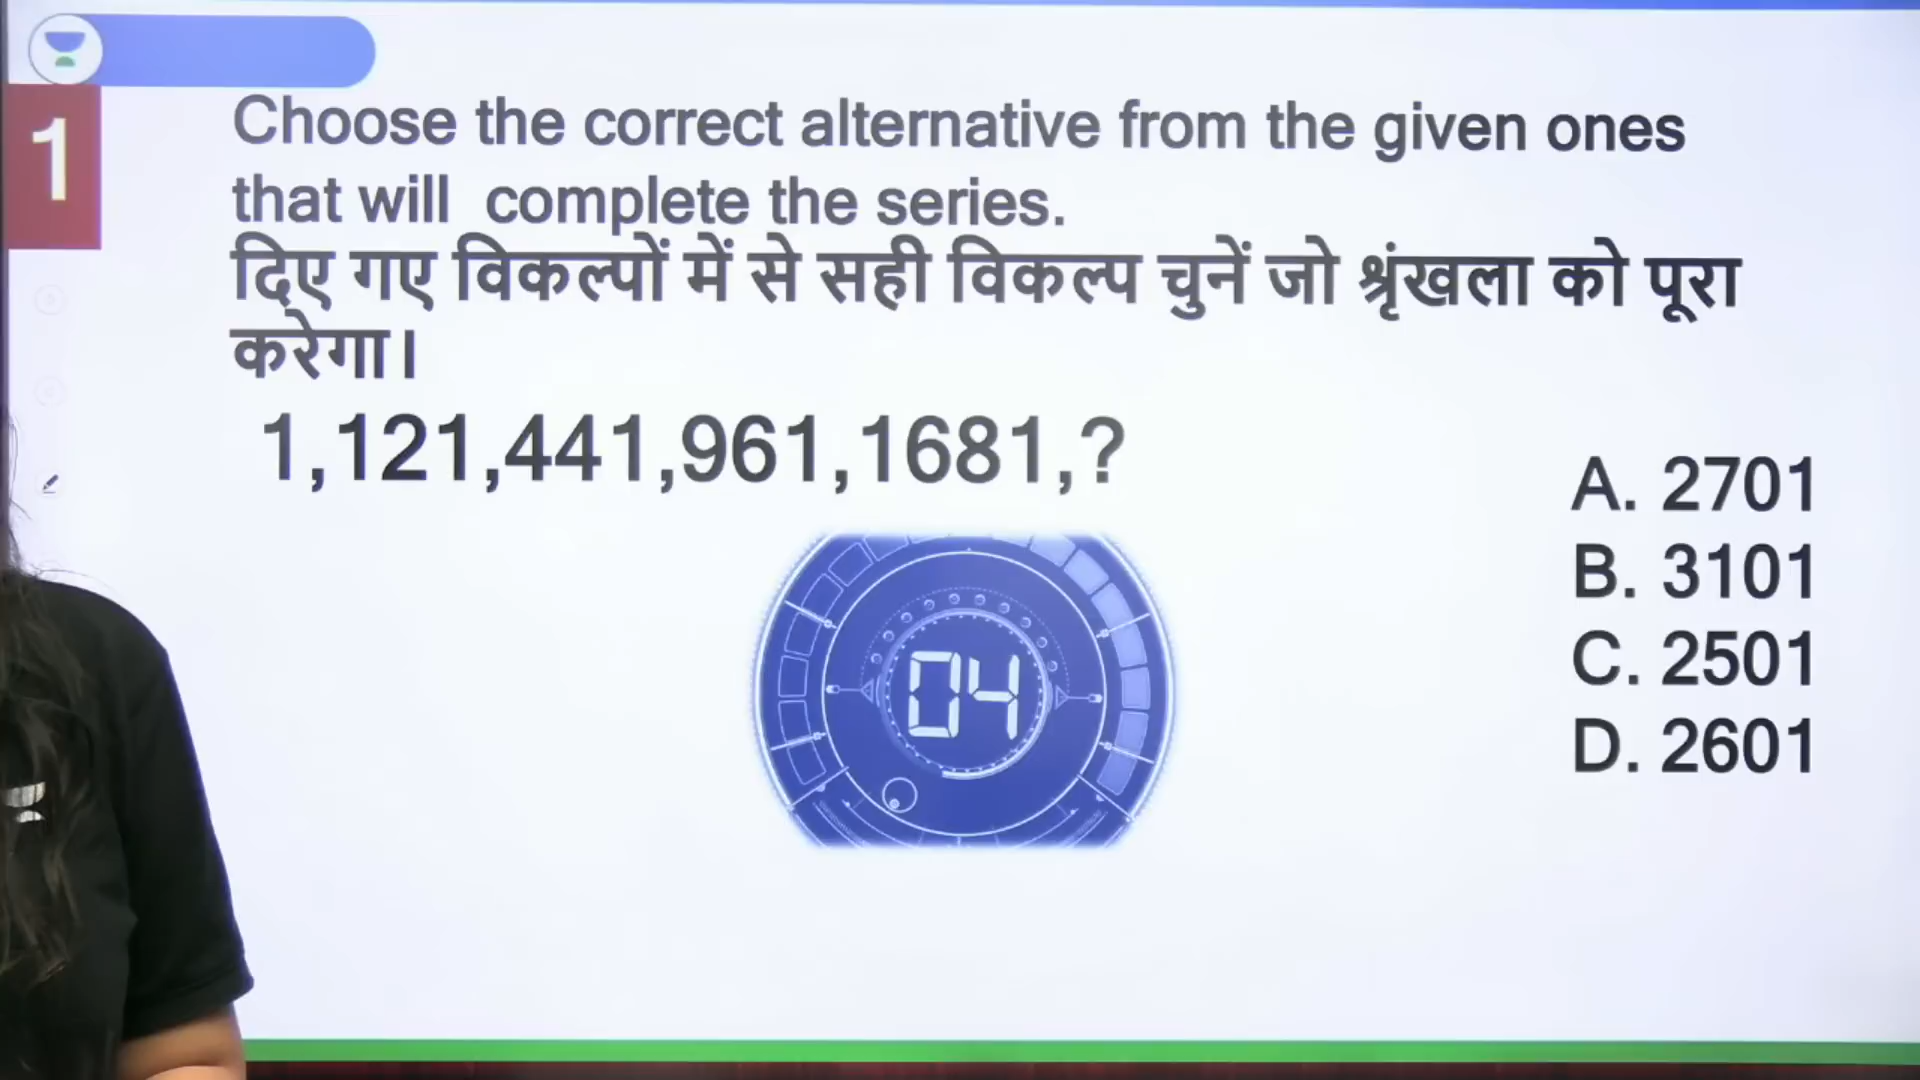 1
Choose the correct alternative from the given ones
that will complete the series.
दिए गए विकल्पों में से सही विकल्प चुनें जो श्रृंखला को पूरा
करेगा।
1,121,441,961,1681,?
A. 2701
B. 3101
C. 2501
D. 2601
04